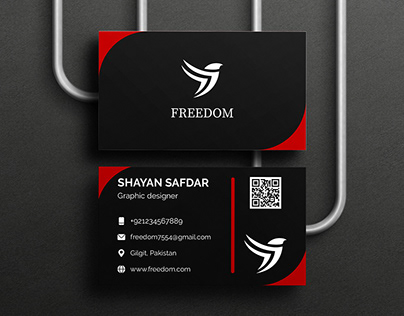 FREEDOM
SHAYAN SAFDAR
Graphic designer
+921234567889
freedom7554@gmail.com
Gilgit, Pakistan
www.freedom.com